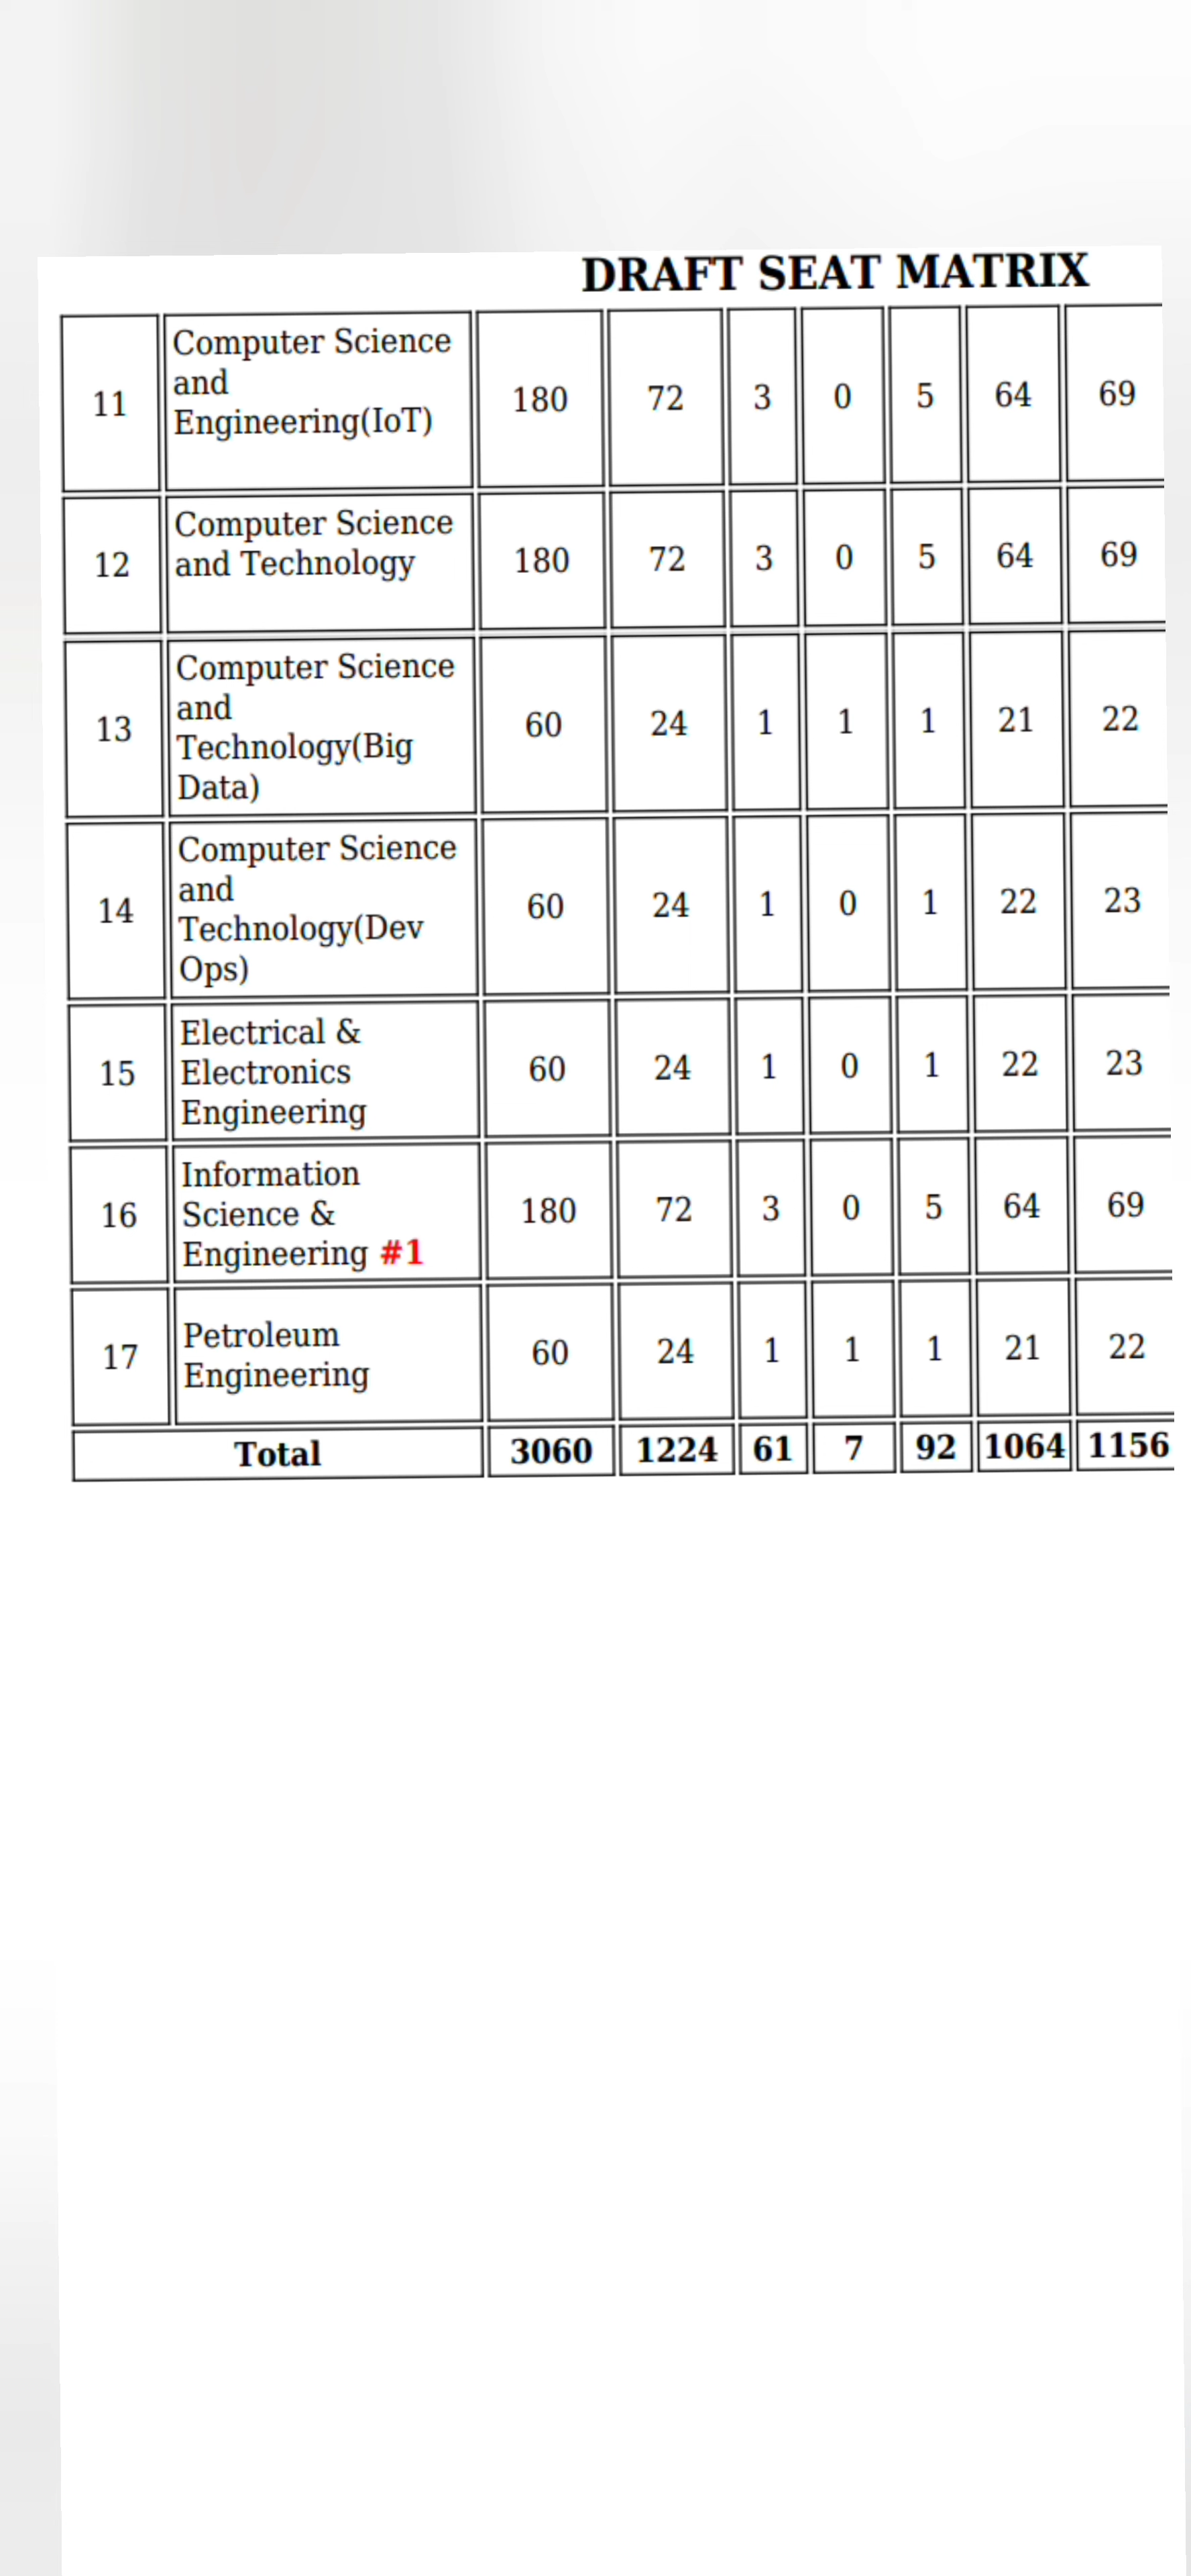 DRAFT SEAT MATRIX
11 Computer Science and Engineering(IoT) 180 72 3 0 5 64 69
12 Computer Science and Technology 180 72 3 0 5 64 69
13 Computer Science and Technology(Big Data) 60 24 1 1 1 21 22
14 Computer Science and Technology(Dev Ops) 60 24 1 0 1 22 23
15 Electrical & Electronics Engineering 60 24 1 0 1 22 23
16 Information Science & Engineering #1 180 72 3 0 5 64 69
17 Petroleum Engineering 60 24 1 1 1 21 22
Total 3060 1224 61 7 92 1064 1156